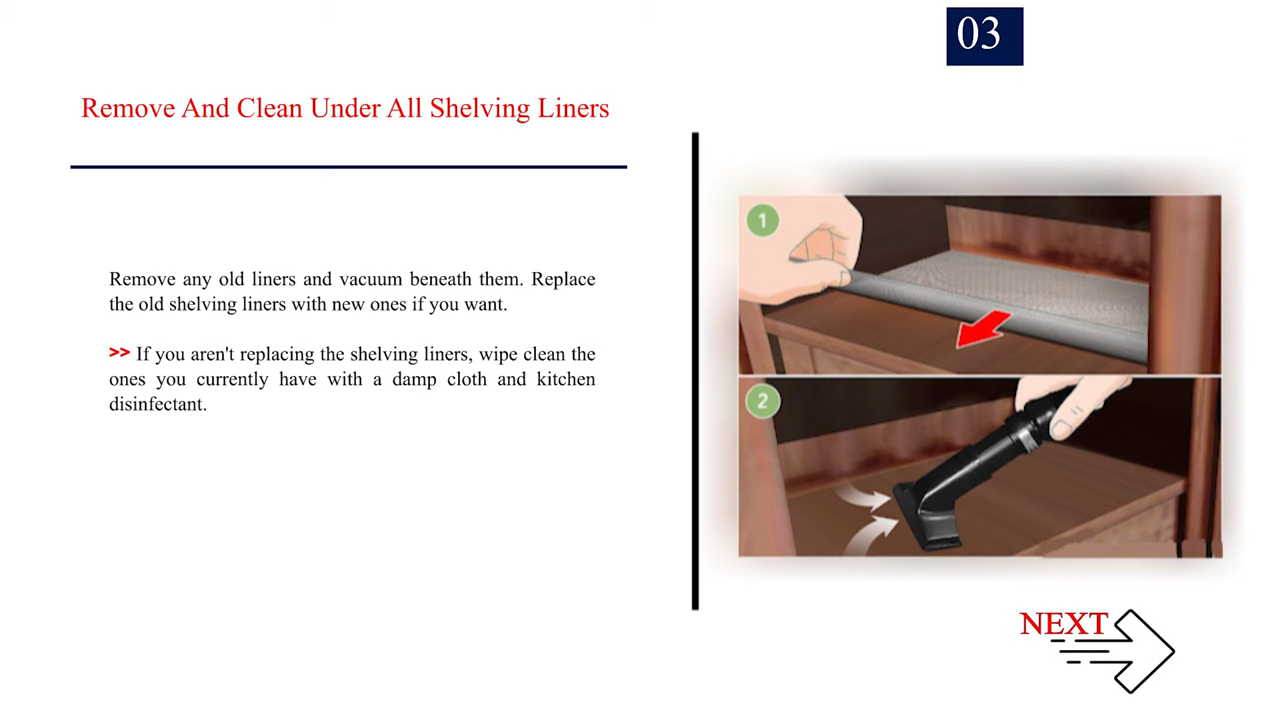 03
Remove And Clean Under All Shelving Liners
Remove any old liners and vacuum beneath them. Replace
the old shelving liners with new ones if you want.
>> If you aren't replacing the shelving liners, wipe clean the
ones you currently have with a damp cloth and kitchen
disinfectant.
1
2
NEXT